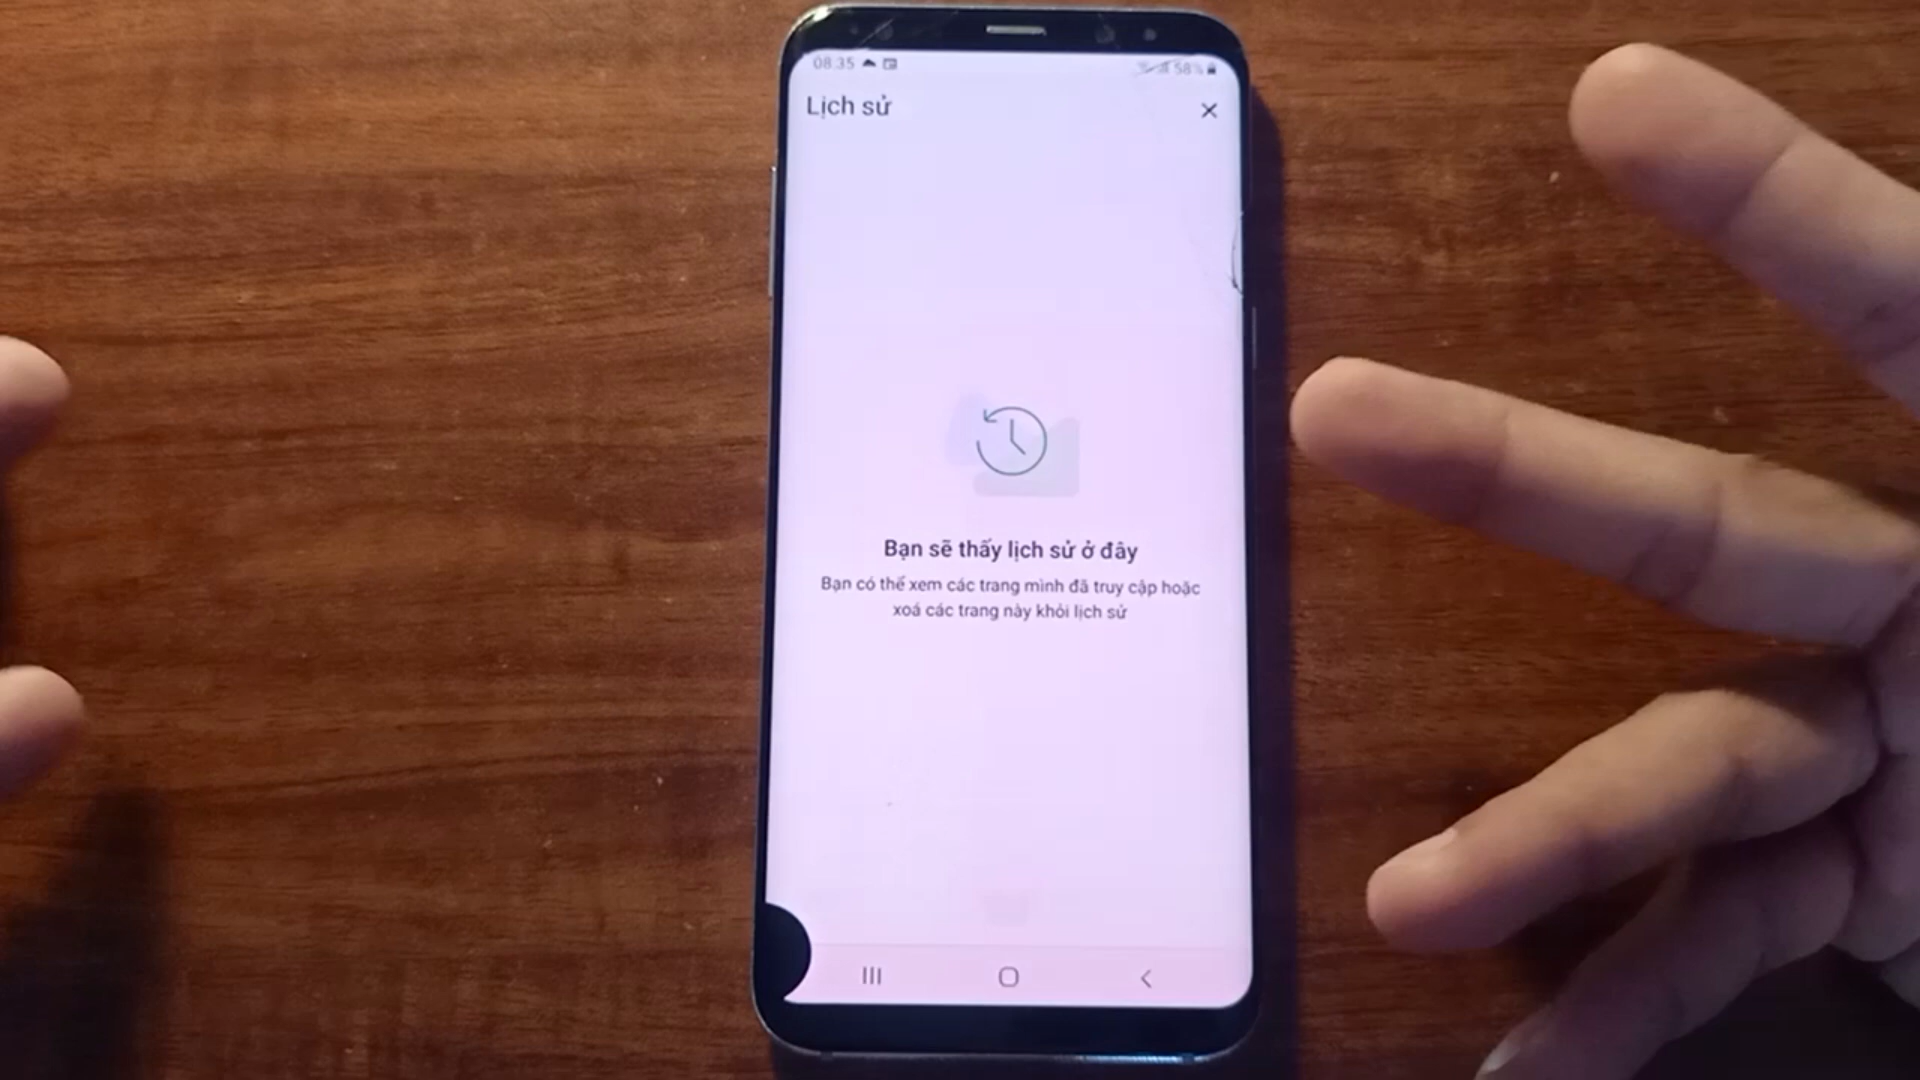 08:35
58%
Lịch sử
Bạn sẽ thấy lịch sử ở đây
Bạn có thể xem các trang mình đã truy cập hoặc
xoá các trang này khỏi lịch sử